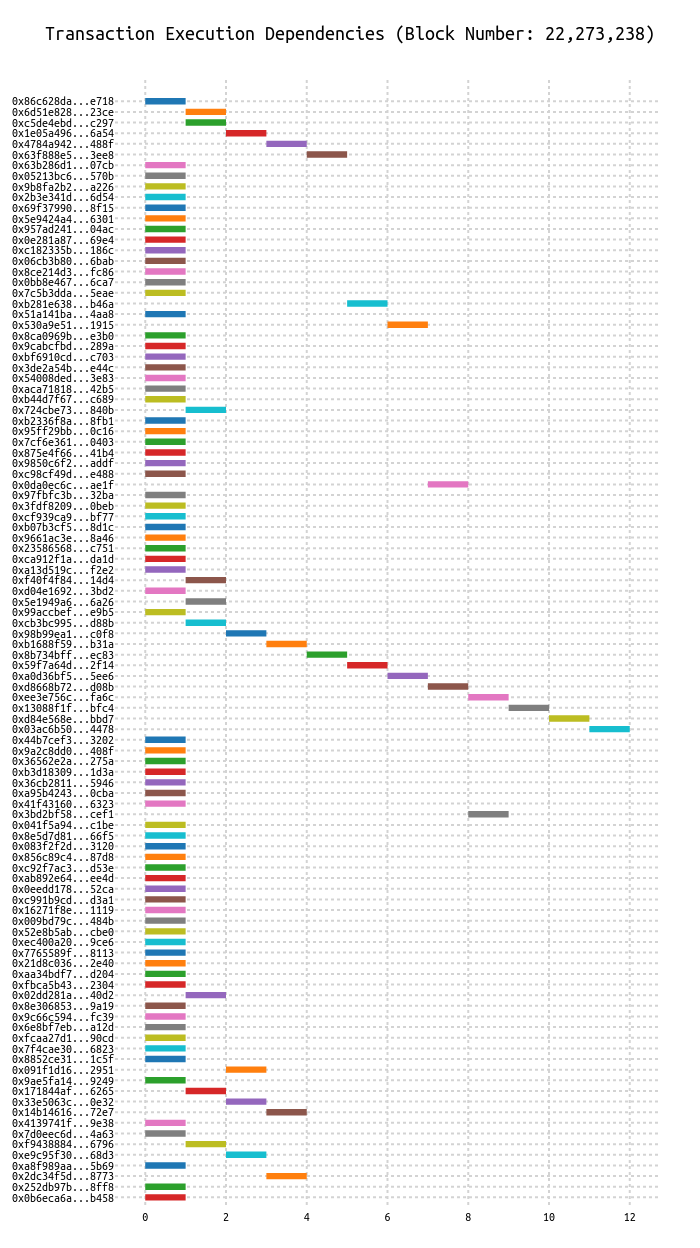 Transaction Execution Dependencies (Block Number: 22,273,238)
0x86c628da...e718
0x6d51e828...23ce
0xc5de4ebd...c297
0x1e05a496...6a54
0x4784a942...488f
0x63f888e5...3ee8
0x63b286d1...07cb
0x05213bc6...570b
0x9b8fa2b2...a226
0x2b3e341d...6d54
0x69f37990...8f15
0x5e9424a4...6301
0x957ad241...04ac
0x0e281a87...69e4
0xc182335b...186c
0x06cb3b80...6bab
0x8ce214d3...fc86
0x0bb8e467...6ca7
0x7c5b3dda...5eae
0xb281e638...b46a
0x51a141ba...4aa8
0x530a9e51...1915
0x8ca0969b...e3b0
0x9cabcfbd...289a
0xbf6910cd...c703
0x3de2a54b...e44c
0x54008ded...3e83
0xaca71818...42b5
0xb44d7f67...c689
0x724cbe73...840b
0xb2336f8a...8fb1
0x95ff29bb...0c16
0x7cf6e361...0403
0x875e4f66...41b4
0x9850c6f2...addf
0xc98cf49d...e488
0x0da0ec6c...ae1f
0x97fbfc3b...32ba
0x3fdf8209...0beb
0xcf939ca9...bf77
0xb07b3cf5...8d1c
0x9661ac3e...8a46
0x23586568...c751
0xca912f1a...da1d
0xa13d519c...f2e2
0xf40f4f84...14d4
0xd04e1692...3bd2
0x5e1949a6...6a26
0x99accbef...e9b5
0xcb3bc995...d88b
0x98b99ea1...c0f8
0xb1688f59...b31a
0x8b734bff...ec83
0x59f7a64d...2f14
0xa0d36bf5...5ee6
0xd8668b72...d08b
0xee3e756c...fa6c
0x13088f1f...bfc4
0xd84e568e...bbd7
0x03ac6b50...4478
0x44b7cef3...3202
0x9a2c8dd0...408f
0x36562e2a...275a
0xb3d18309...1d3a
0x36cb2811...5946
0xa95b4243...0cba
0x41f43160...6323
0x3bd2bf58...cef1
0x041f5a94...c1be
0x8e5d7d81...66f5
0x083f2f2d...3120
0x856c89c4...87d8
0xc92f7ac3...d53e
0xab892e64...ee4d
0x0eedd178...52ca
0xc991b9cd...d3a1
0x16271f8e...1119
0x009bd79c...484b
0x52e8b5ab...cbe0
0xec400a20...9ce6
0x7765589f...8113
0x21d8c036...2e40
0xaa34bdf7...d204
0xfbca5b43...2304
0x02dd281a...40d2
0x8e306853...9a19
0x9c66c594...fc39
0x6e8bf7eb...a12d
0xfcaa27d1...90cd
0x7f4cae30...6823
0x8852ce31...1c5f
0x091f1d16...2951
0x9ae5fa14...9249
0x171844af...6265
0x33e5063c...0e32
0x14b14616...72e7
0x4139741f...9e38
0x7d0eec6d...4a63
0xf9438884...6796
0xe9c95f30...68d3
0xa8f989aa...5b69
0x2dc34f5d...8773
0x252db97b...8ff8
0x0b6eca6a...b458
0 2 4 6 8 10 12